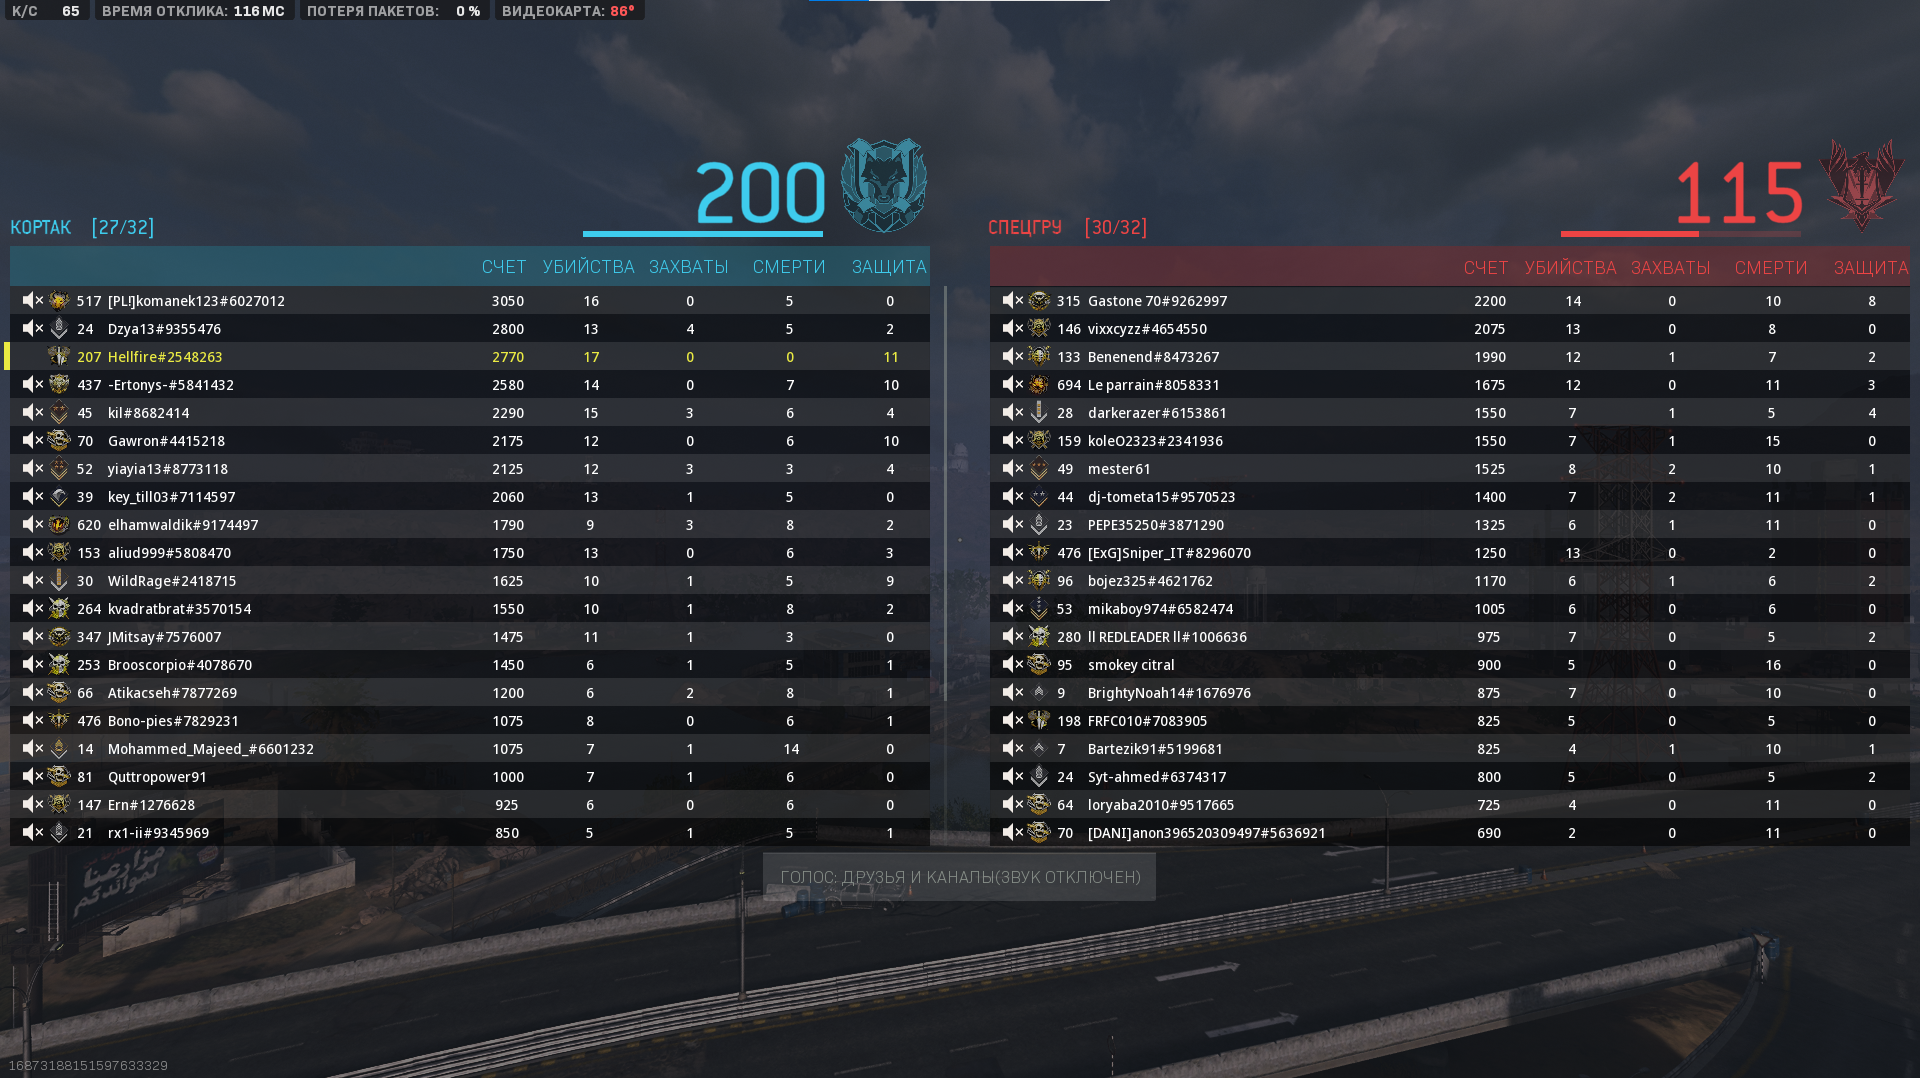 К/С 65 ВРЕМЯ ОТКЛИКА: 116 МС ПОТЕРЯ ПАКЕТОВ: 0 % ВИДЕОКАРТА: 86°
200
КОРТАК [27/32]
СЧЕТ УБИЙСТВА ЗАХВАТЫ СМЕРТИ ЗАЩИТА
517 [PL!]komanek123#6027012 3050 16 0 5 0
24 Dzya13#9355476 2800 13 4 5 2
207 Hellfire#2548263 2770 17 0 0 11
437 -Ertonys-#5841432 2580 14 0 7 10
45 kil#8682414 2290 15 3 6 4
70 Gawron#4415218 2175 12 0 6 10
52 yiayia13#8773118 2125 12 3 3 4
39 key_till03#7114597 2060 13 1 5 0
620 elhamwaldik#9174497 1790 9 3 8 2
153 aliud999#5808470 1750 13 0 6 3
30 WildRage#2418715 1625 10 1 5 9
264 kvadratbrat#3570154 1550 10 1 8 2
347 JMitsay#7576007 1475 11 1 3 0
253 Brooscorpio#4078670 1450 6 1 5 1
66 Atikacseh#7877269 1200 6 2 8 1
476 Bono-pies#7829231 1075 8 0 6 1
14 Mohammed_Majeed_#6601232 1075 7 1 14 0
81 Quttropower91 1000 7 1 6 0
147 Ern#1276628 925 6 0 6 0
21 rx1-ii#9345969 850 5 1 5 1
115
СПЕЦГРУ [30/32]
СЧЕТ УБИЙСТВА ЗАХВАТЫ СМЕРТИ ЗАЩИТА
315 Gastone 70#9262997 2200 14 0 10 8
146 vixxcyzz#4654550 2075 13 0 8 0
133 Benenend#8473267 1990 12 1 7 2
694 Le parrain#8058331 1675 12 0 11 3
28 darkerazer#6153861 1550 7 1 5 4
159 koleO2323#2341936 1550 7 1 15 0
49 mester61 1525 8 2 10 1
44 dj-tometa15#9570523 1400 7 2 11 1
23 PEPE35250#3871290 1325 6 1 11 0
476 [ExG]Sniper_IT#8296070 1250 13 0 2 0
96 bojez325#4621762 1170 6 1 6 2
53 mikaboy974#6582474 1005 6 0 6 0
280 ll REDLEADER ll#1006636 975 7 0 5 2
95 smokey citral 900 5 0 16 0
9 BrightyNoah14#1676976 875 7 0 10 0
198 FRFC010#7083905 825 5 0 5 0
7 Bartezik91#5199681 825 4 1 10 1
24 Syt-ahmed#6374317 800 5 0 5 2
64 loryaba2010#9517665 725 4 0 11 0
70 [DANI]anon396520309497#5636921 690 2 0 11 0
ГОЛОС: ДРУЗЬЯ И КАНАЛЫ(ЗВУК ОТКЛЮЧЕН)
مزارعنا
لموائدكم
16873188151597633329